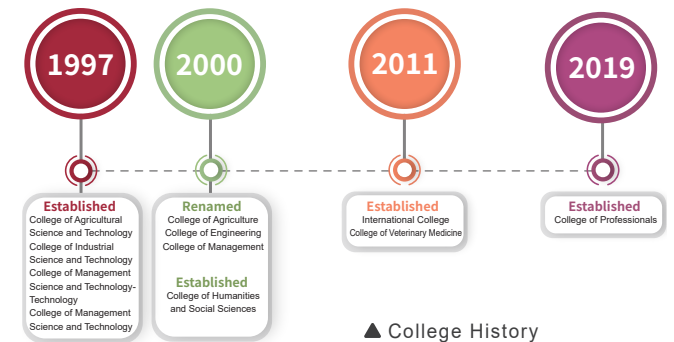 1997
2000
2011
2019
Established
College of Agricultural
Science and Technology
College of Industrial
Science and Technology
College of Management
Science and Technology-
Technology
College of Management
Science and Technology
Renamed
College of Agriculture
College of Engineering
College of Management
Established
College of Humanities
and Social Sciences
Established
International College
College of Veterinary Medicine
Established
College of Professionals
▲ College History